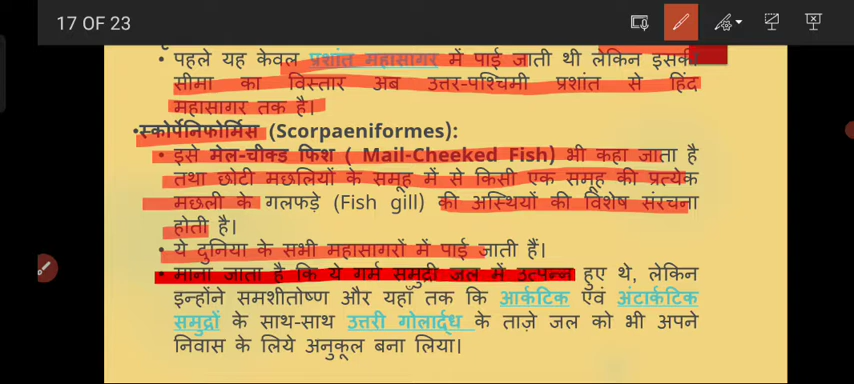 17 OF 23
• पहले यह केवल प्रशांत महासागर में पाई जाती थी लेकिन इसकी
सीमा का विस्तार अब उत्तर-पश्चिमी प्रशांत से हिंद
महासागर तक है।
•स्कोर्पेनिफोर्मिस (Scorpaeniformes):
• इसे मेल-चीक्ड फिश ( Mail-Cheeked Fish) भी कहा जाता है
तथा छोटी मछलियों के समूह में से किसी एक समूह की प्रत्येक
मछली के गलफड़े (Fish gill) की अस्थियों की विशेष संरचना
होती है।
• ये दुनिया के सभी महासागरों में पाई जाती हैं।
• माना जाता है कि ये गर्म समुद्री जल में उत्पन्न हुए थे, लेकिन
इन्होंने समशीतोष्ण और यहाँ तक कि आर्कटिक एवं अंटार्कटिक
समुद्रों के साथ-साथ उत्तरी गोलार्द्ध के ताज़े जल को भी अपने
निवास के लिये अनुकूल बना लिया।